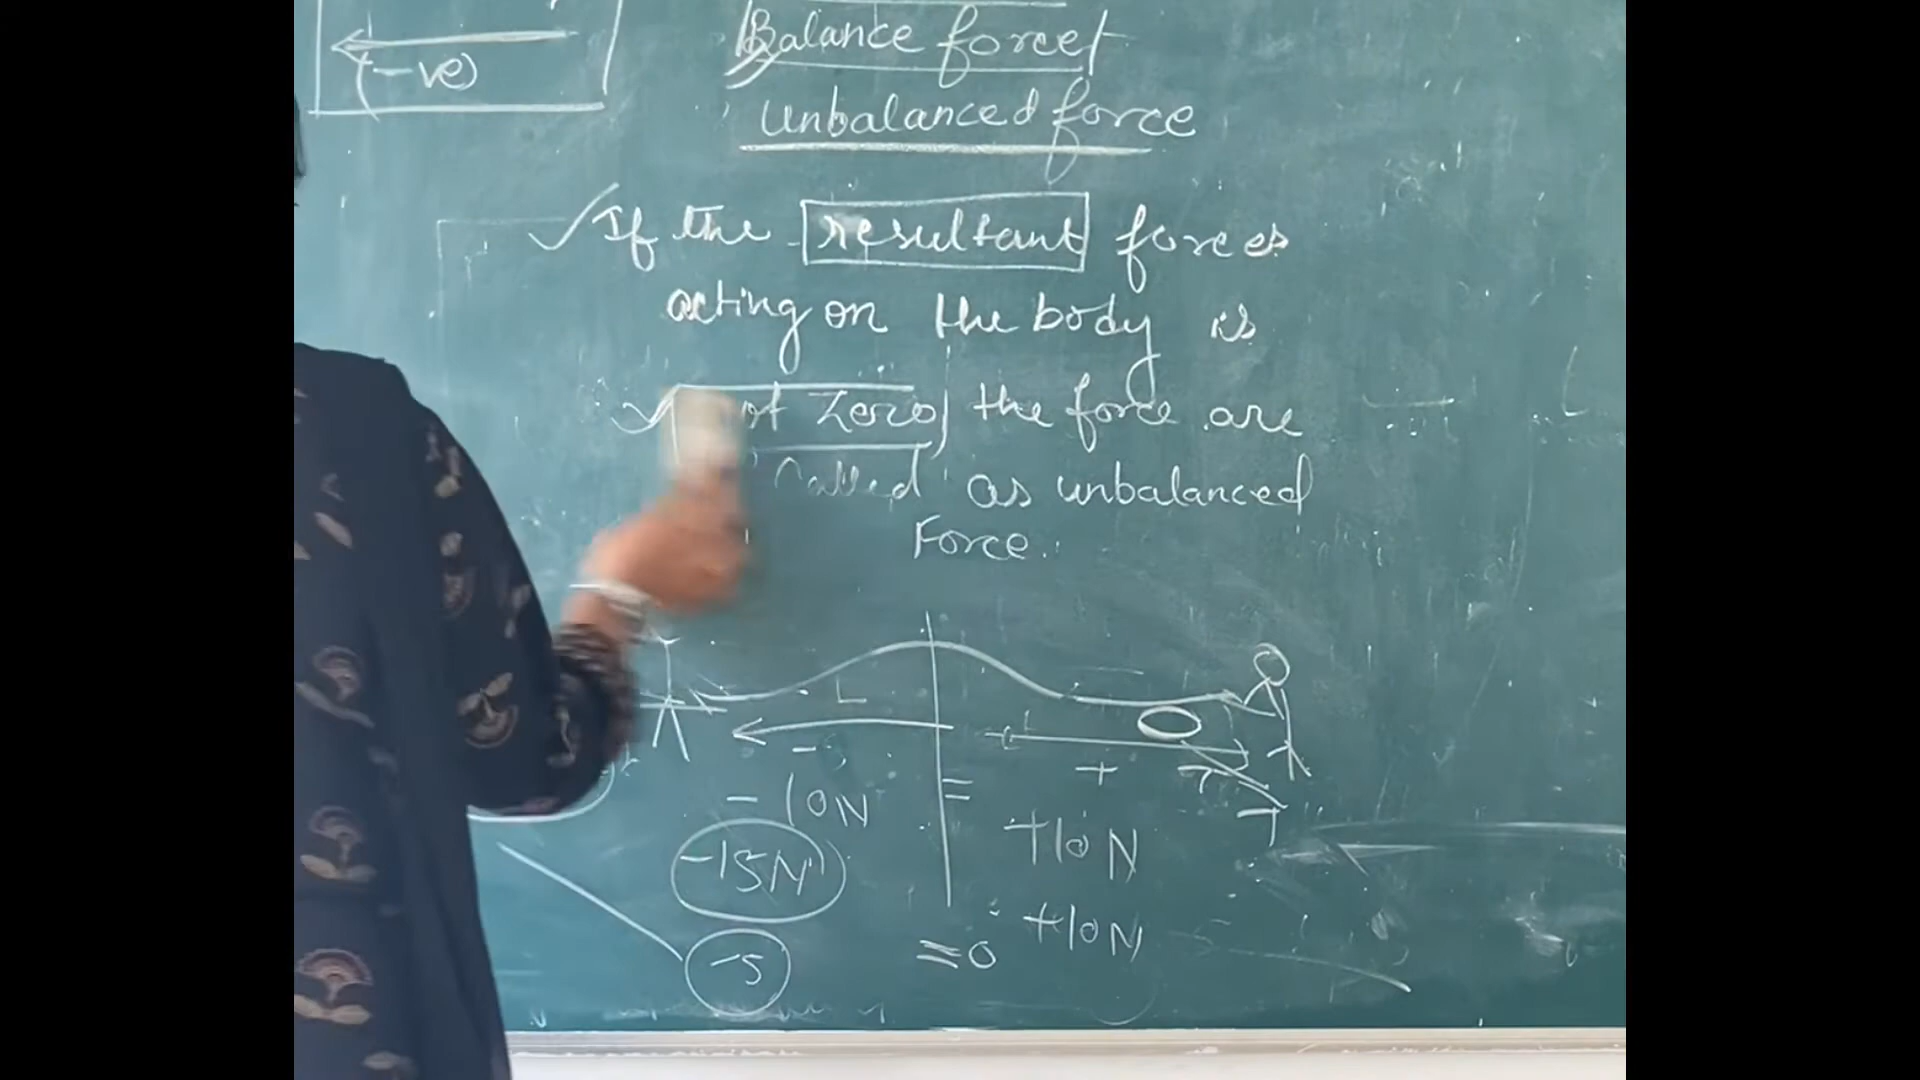 (-ve)
Balance force
Unbalanced force
If the resultant forces
acting on the body is
Zero, the force are
Called as unbalanced
Force.
L
-
+
- 10N
=
+10N
-15N
+10N
-5
=0